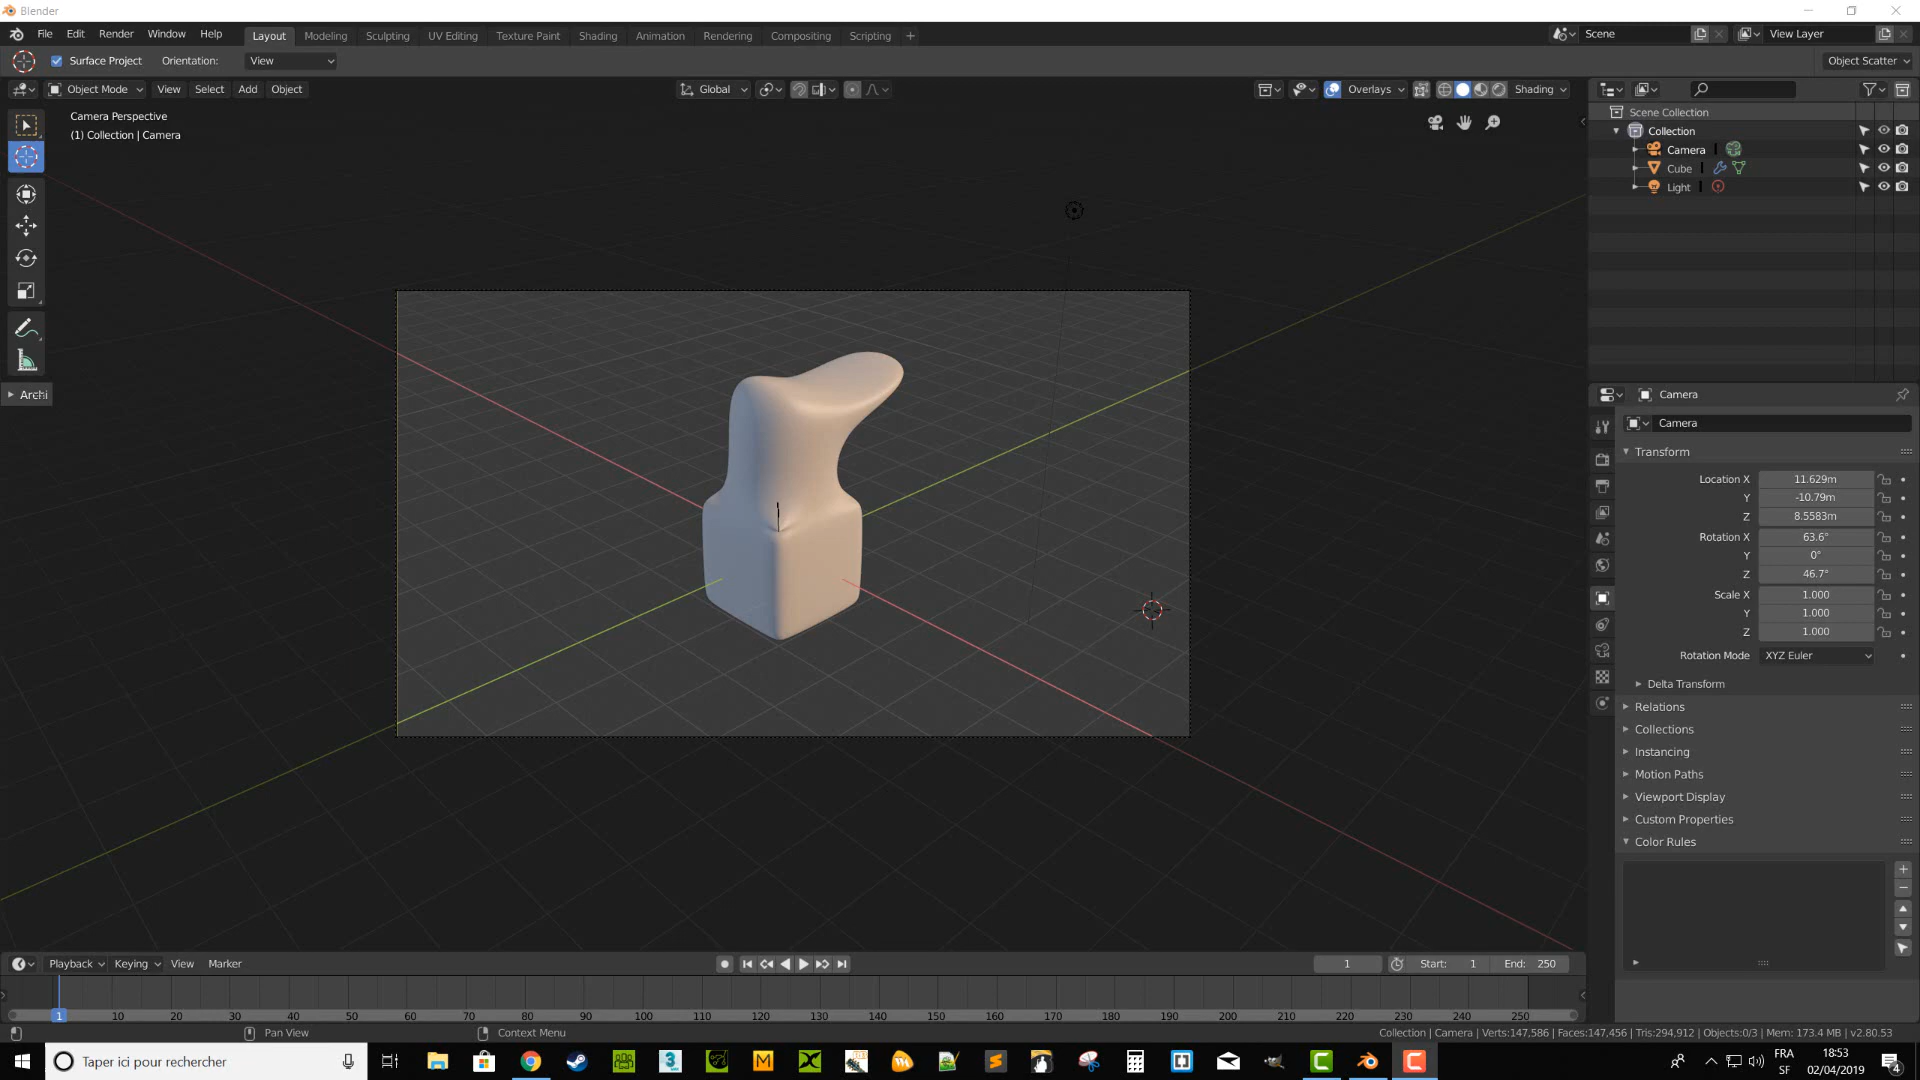 Blender
File Edit Render Window Help Layout Modeling Sculpting UV Editing Texture Paint Shading Animation Rendering Compositing Scripting + Scene View Layer
Surface Project Orientation: View Object Scatter
Object Mode View Select Add Object Global Overlays Shading
Camera Perspective
(1) Collection | Camera
Scene Collection
Collection
Camera
Cube
Light
Archi
Camera
Camera
Transform
Location X 11.629m
Y -10.79m
Z 8.5583m
Rotation X 63.6°
Y 0°
Z 46.7°
Scale X 1.000
Y 1.000
Z 1.000
Rotation Mode XYZ Euler
Delta Transform
Relations
Collections
Instancing
Motion Paths
Viewport Display
Custom Properties
Color Rules
Playback Keying View Marker 1 Start: 1 End: 250
1 10 20 30 40 50 60 70 80 90 100 110 120 130 140 150 160 170 180 190 200 210 220 230 240 250
Pan View Context Menu Collection | Camera | Verts:147,586 | Faces:147,456 | Tris:294,912 | Objects:0/3 | Mem: 173.4 MB | v2.80.53
Taper ici pour rechercher
FRA
SF
18:53
02/04/2019
4